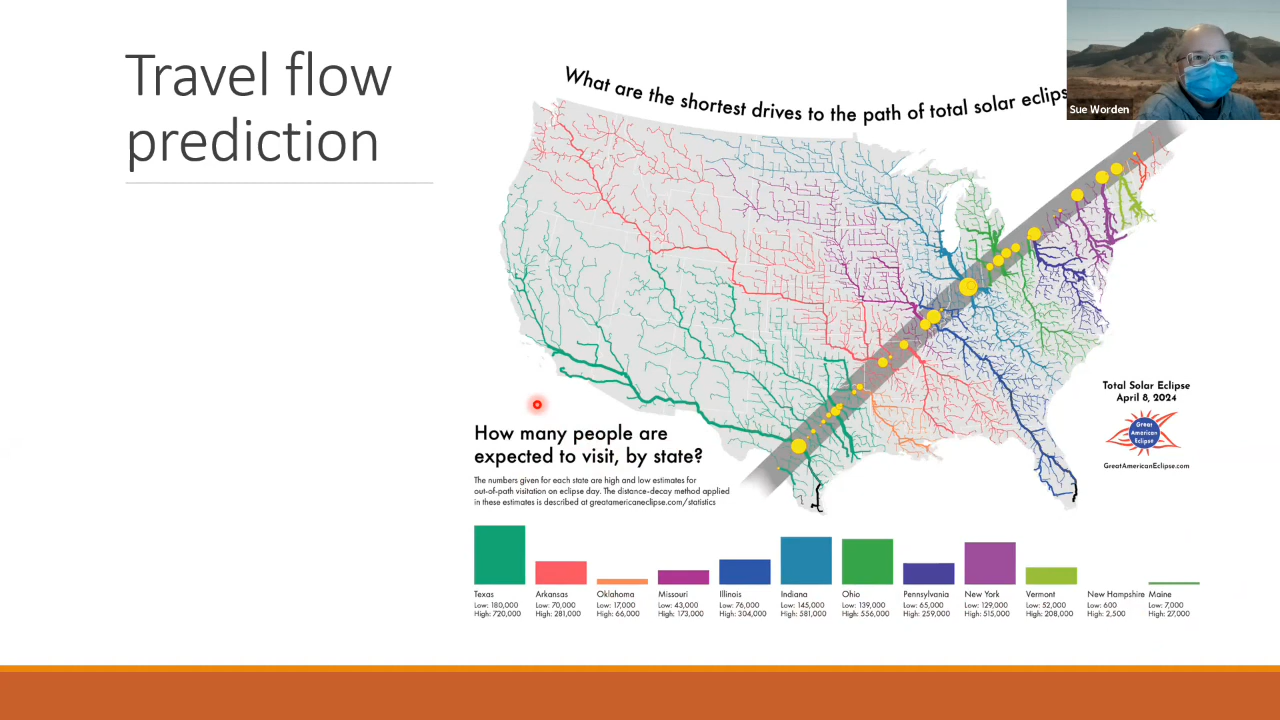 Travel flow
prediction
What are the shortest drives to the path of total solar eclips
Sue Worden
Total Solar Eclipse
April 8, 2024
Great
American
Eclipse
GreatAmericanEclipse.com
How many people are
expected to visit, by state?
The numbers given for each state are high and low estimates for
out-of-path visitation on eclipse day. The distance-decay method applied
in these estimates is described at greatamericaneclipse.com/statistics
Texas
Low: 180,000
High: 720,000
Arkansas
Low: 70,000
High: 281,000
Oklahoma
Low: 17,000
High: 66,000
Missouri
Low: 43,000
High: 173,000
Illinois
Low: 76,000
High: 304,000
Indiana
Low: 145,000
High: 581,000
Ohio
Low: 139,000
High: 556,000
Pennsylvania
Low: 65,000
High: 259,000
New York
Low: 129,000
High: 515,000
Vermont
Low: 52,000
High: 208,000
New Hampshire
Low: 600
High: 2,500
Maine
Low: 7,000
High: 27,000